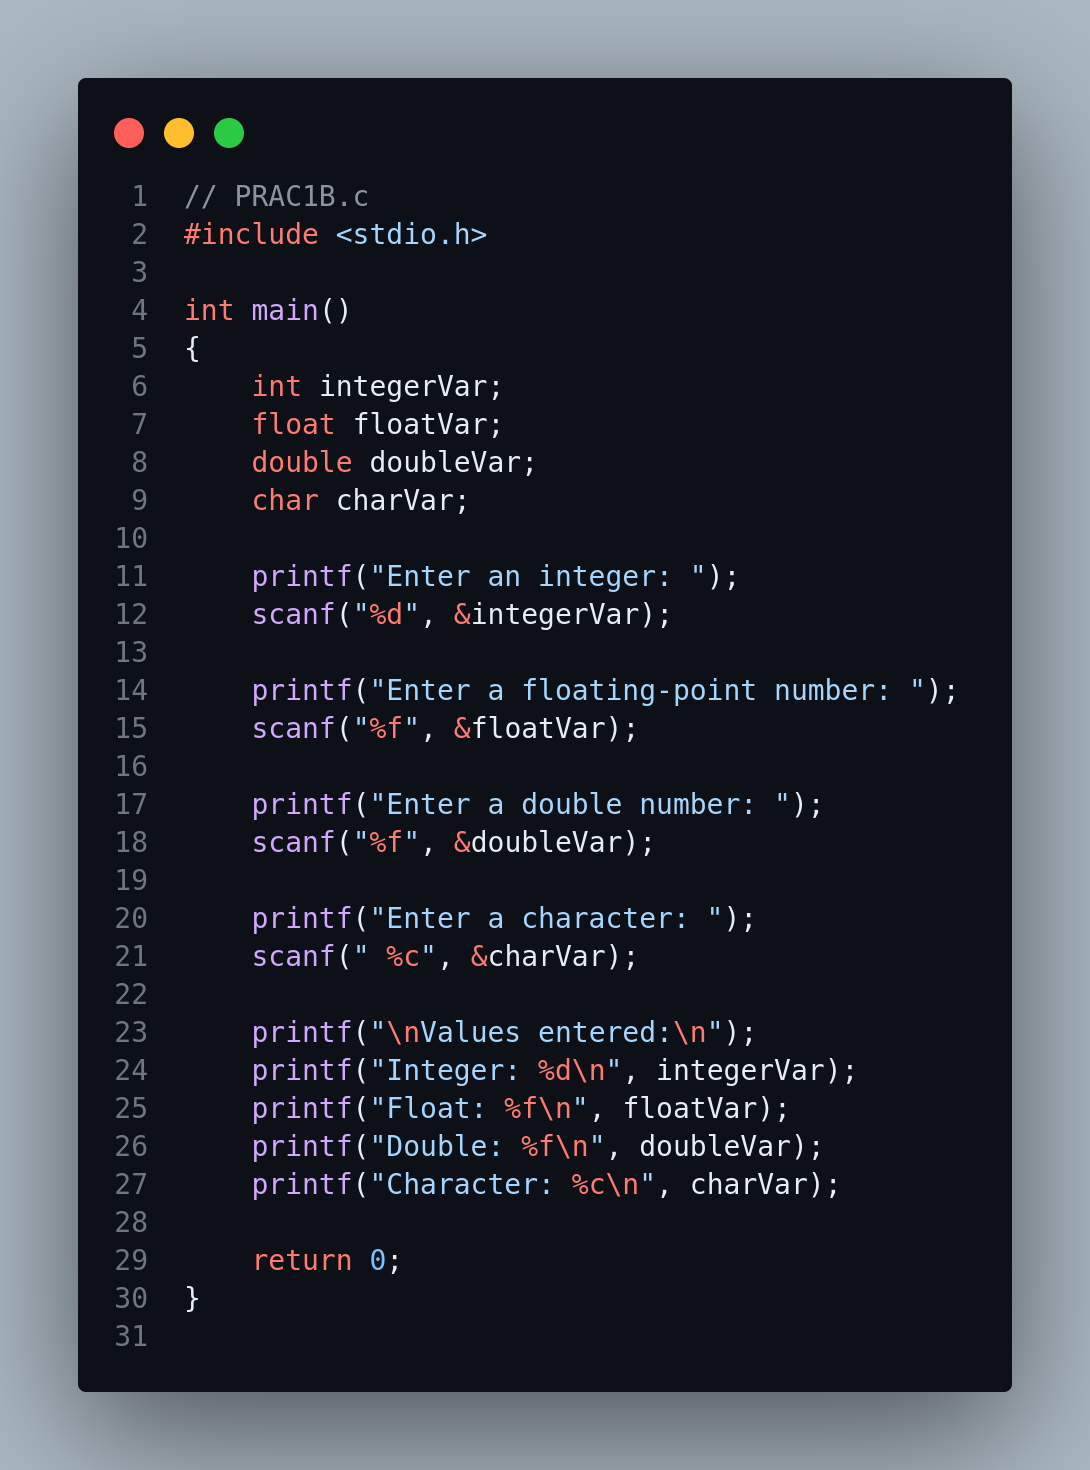 1 // PRAC1B.c
2 #include <stdio.h>
3
4 int main()
5 {
6     int integerVar;
7     float floatVar;
8     double doubleVar;
9     char charVar;
10
11     printf("Enter an integer: ");
12     scanf("%d", &integerVar);
13
14     printf("Enter a floating-point number: ");
15     scanf("%f", &floatVar);
16
17     printf("Enter a double number: ");
18     scanf("%f", &doubleVar);
19
20     printf("Enter a character: ");
21     scanf(" %c", &charVar);
22
23     printf("\nValues entered:\n");
24     printf("Integer: %d\n", integerVar);
25     printf("Float: %f\n", floatVar);
26     printf("Double: %f\n", doubleVar);
27     printf("Character: %c\n", charVar);
28
29     return 0;
30 }
31